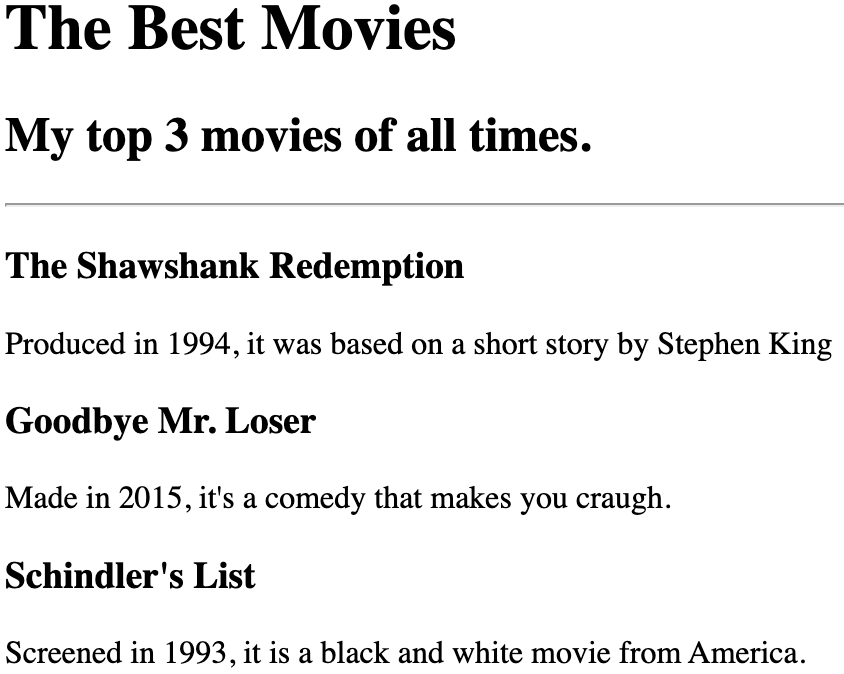 The Best Movies
My top 3 movies of all times.
The Shawshank Redemption
Produced in 1994, it was based on a short story by Stephen King
Goodbye Mr. Loser
Made in 2015, it's a comedy that makes you craugh.
Schindler's List
Screened in 1993, it is a black and white movie from America.